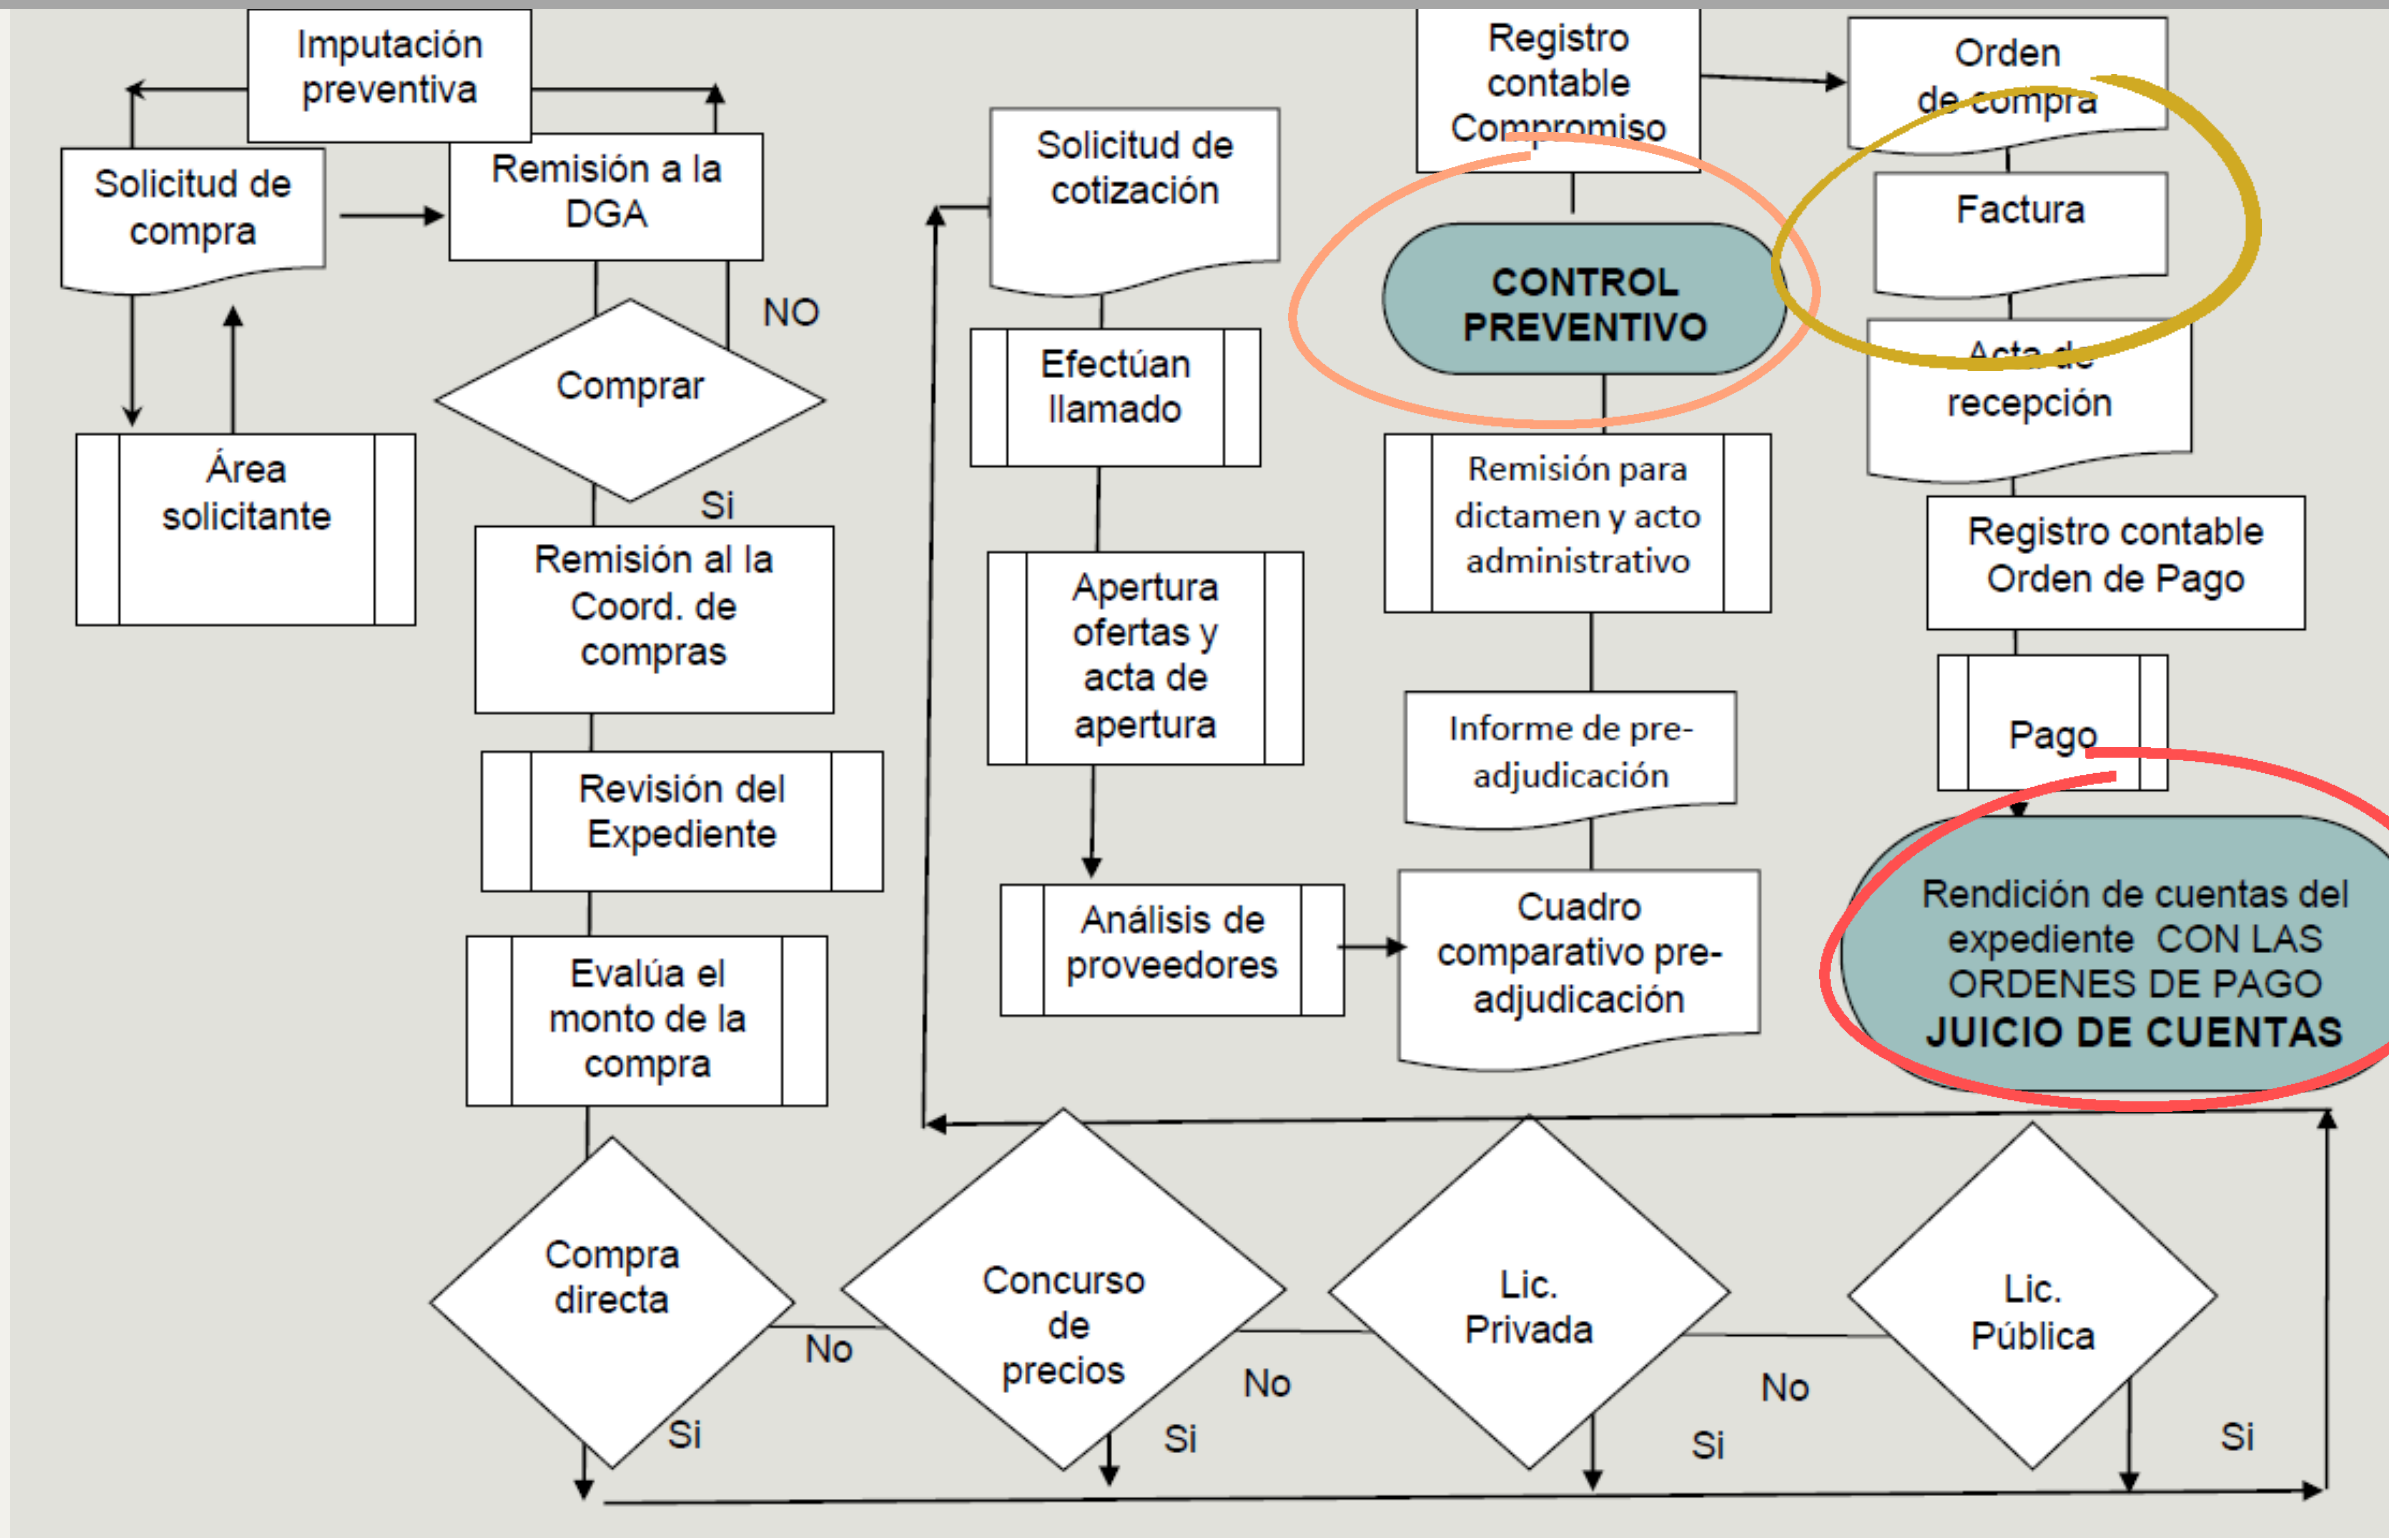 Imputación
preventiva
Solicitud de
compra
Remisión a la
DGA
NO
Comprar
Si
Área
solicitante
Remisión al la
Coord. de
compras
Revisión del
Expediente
Evalúa el
monto de la
compra
Compra
directa
No
Si
Concurso
de
precios
No
Si
Lic.
Privada
No
Si
Lic.
Pública
Si
Solicitud de
cotización
Efectúan
llamado
Apertura
ofertas y
acta de
apertura
Análisis de
proveedores
Cuadro
comparativo pre-
adjudicación
Informe de pre-
adjudicación
Remisión para
dictamen y acto
administrativo
CONTROL
PREVENTIVO
Registro
contable
Compromiso
Orden
de compra
Factura
Acta de
recepción
Registro contable
Orden de Pago
Pago
Rendición de cuentas del
expediente CON LAS
ORDENES DE PAGO
JUICIO DE CUENTAS